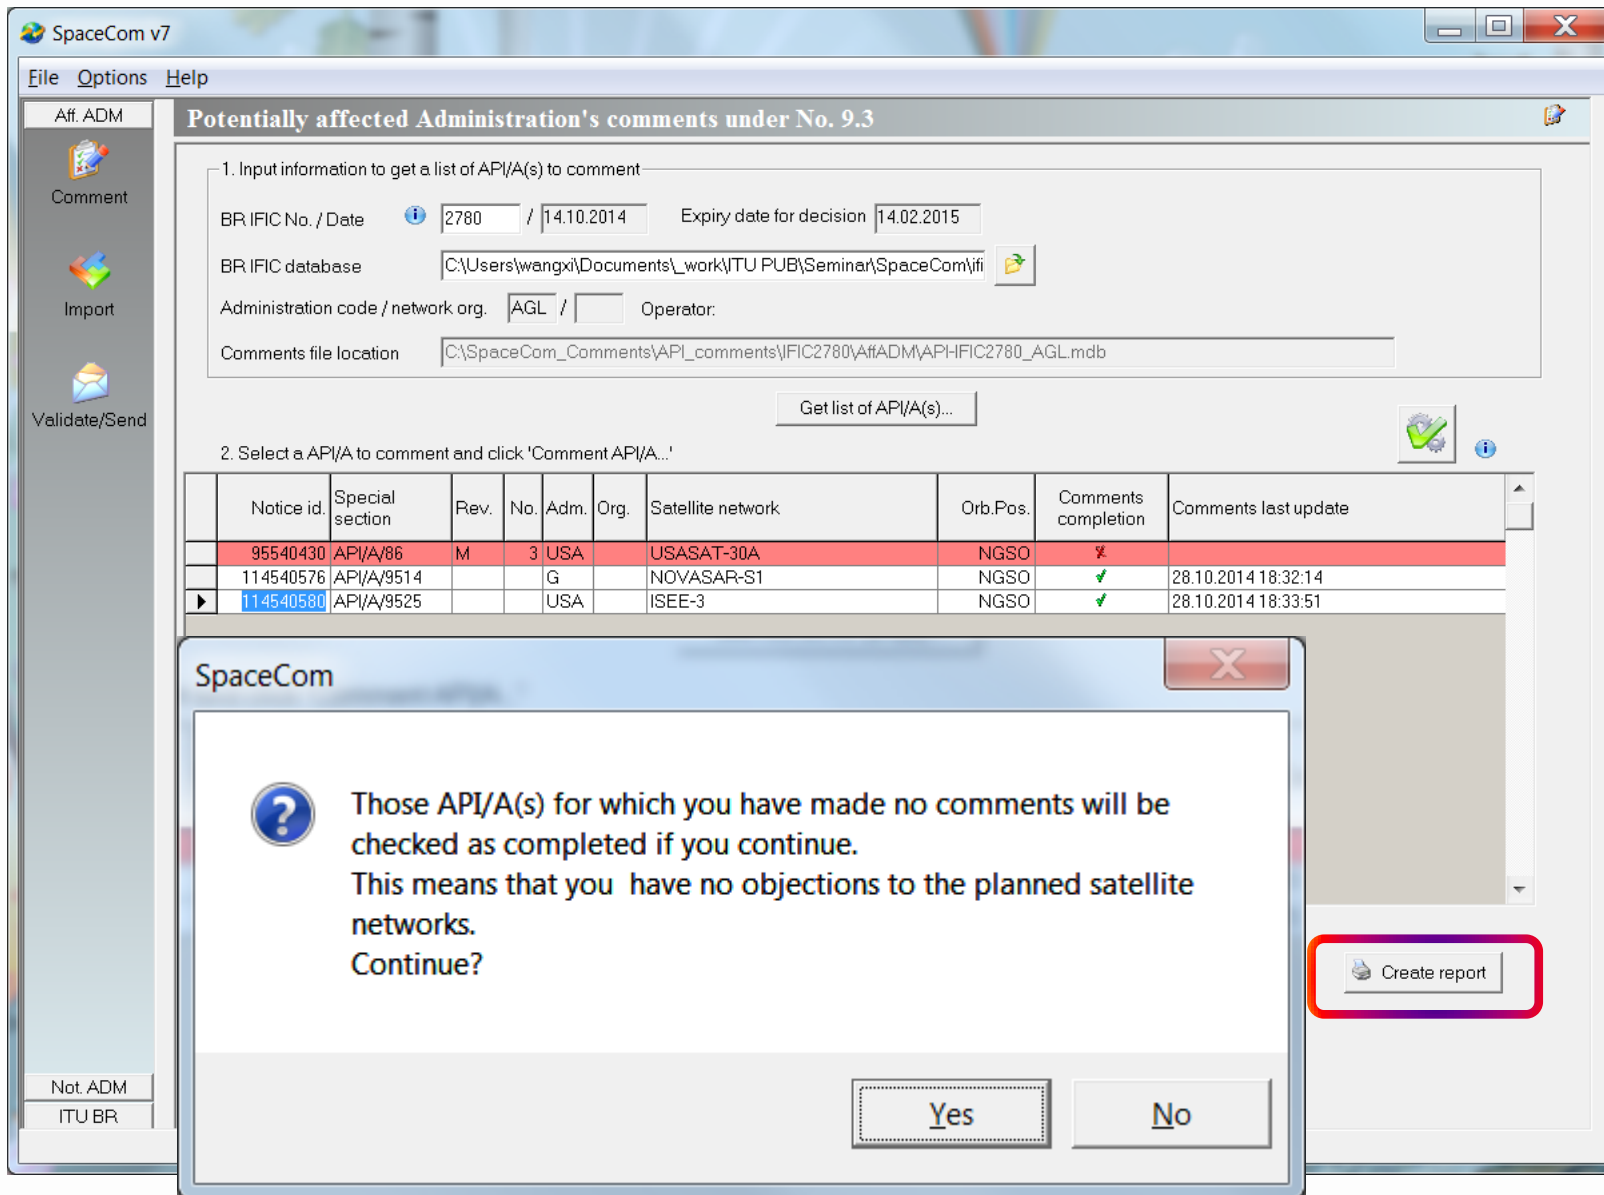 SpaceCom v7
File Options Help
Aff. ADM
Comment
Import
Validate/Send
Not. ADM
ITU BR
Potentially affected Administration's comments under No. 9.3
1. Input information to get a list of API/A(s) to comment
BR IFIC No. / Date 2780 / 14.10.2014 Expiry date for decision 14.02.2015
BR IFIC database C:\Users\wangxi\Documents\_work\ITU PUB\Seminar\SpaceCom\ifi
Administration code / network org. AGL / Operator:
Comments file location C:\SpaceCom_Comments\API_comments\IFIC2780\AffADM\API-IFIC2780_AGL.mdb
Get list of API/A(s)...
2. Select a API/A to comment and click 'Comment API/A...'
Notice id. Special section Rev. No. Adm. Org. Satellite network Orb.Pos. Comments completion Comments last update
95540430 API/A/86 M 3 USA USASAT-30A NGSO
114540576 API/A/9514 G NOVASAR-S1 NGSO 28.10.2014 18:32:14
114540580 API/A/9525 USA ISEE-3 NGSO 28.10.2014 18:33:51
SpaceCom
Those API/A(s) for which you have made no comments will be
checked as completed if you continue.
This means that you  have no objections to the planned satellite
networks.
Continue?
Yes No
Create report